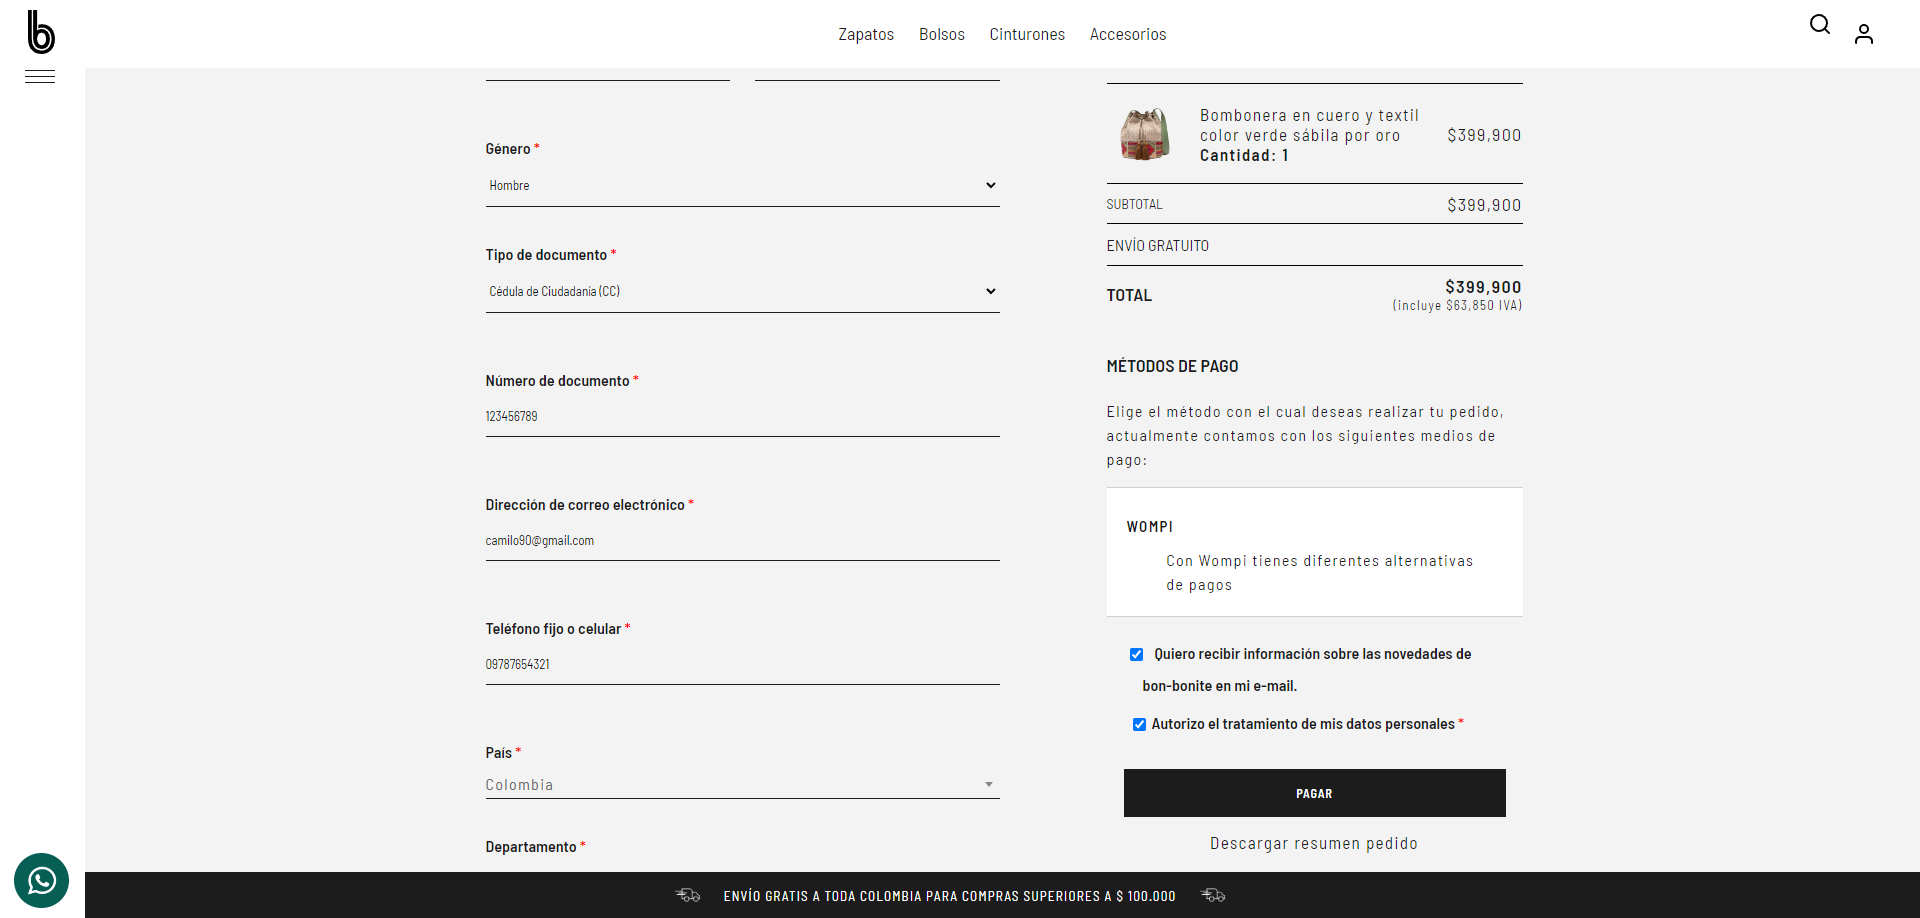 b
Zapatos Bolsos Cinturones Accesorios
Género *
Hombre
Tipo de documento *
Cédula de Ciudadanía (CC)
Número de documento *
123456789
Dirección de correo electrónico *
camilo90@gmail.com
Teléfono fijo o celular *
09787654321
País *
Colombia
Departamento *
Bombonera en cuero y textil
color verde sábila por oro
Cantidad: 1
$399,900
SUBTOTAL $399,900
ENVÍO GRATUITO
TOTAL $399,900
(incluye $63,850 IVA)
MÉTODOS DE PAGO
Elige el método con el cual deseas realizar tu pedido,
actualmente contamos con los siguientes medios de
pago:
WOMPI
Con Wompi tienes diferentes alternativas
de pagos
Quiero recibir información sobre las novedades de
bon-bonite en mi e-mail.
Autorizo el tratamiento de mis datos personales *
PAGAR
Descargar resumen pedido
ENVÍO GRATIS A TODA COLOMBIA PARA COMPRAS SUPERIORES A $ 100.000